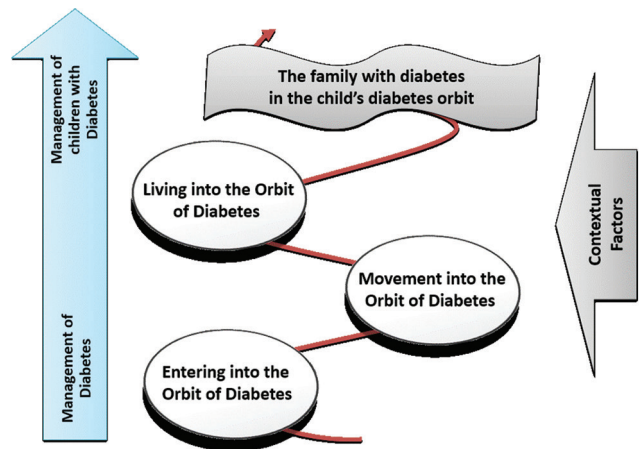 The family with diabetes
in the child's diabetes orbit
Management of
children with
Diabetes
Living into the Orbit
of Diabetes
Contextual
Factors
Movement into the
Orbit of Diabetes
Management of
Diabetes
Entering into the
Orbit of Diabetes